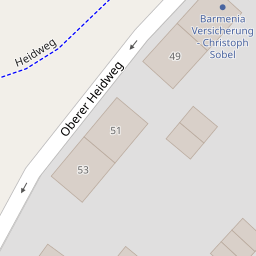 Barmenia
Versicherung
- Christoph
Sobel
Heidweg
49
Oberer Heidweg
51
53